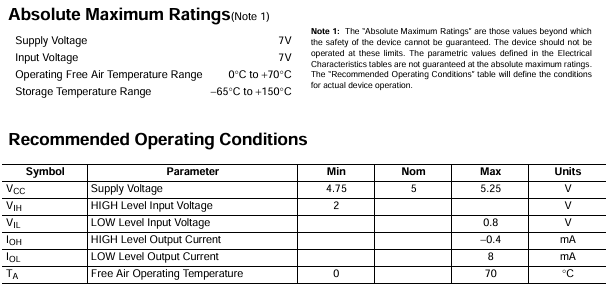 Absolute Maximum Ratings(Note 1)
Supply Voltage 7V
Input Voltage 7V
Operating Free Air Temperature Range 0°C to +70°C
Storage Temperature Range −65°C to +150°C
Note 1: The "Absolute Maximum Ratings" are those values beyond which
the safety of the device cannot be guaranteed. The device should not be
operated at these limits. The parametric values defined in the Electrical
Characteristics tables are not guaranteed at the absolute maximum ratings.
The "Recommended Operating Conditions" table will define the conditions
for actual device operation.
Recommended Operating Conditions
Symbol Parameter Min Nom Max Units
VCC Supply Voltage 4.75 5 5.25 V
VIH HIGH Level Input Voltage 2 V
VIL LOW Level Input Voltage 0.8 V
IOH HIGH Level Output Current −0.4 mA
IOL LOW Level Output Current 8 mA
TA Free Air Operating Temperature 0 70 °C